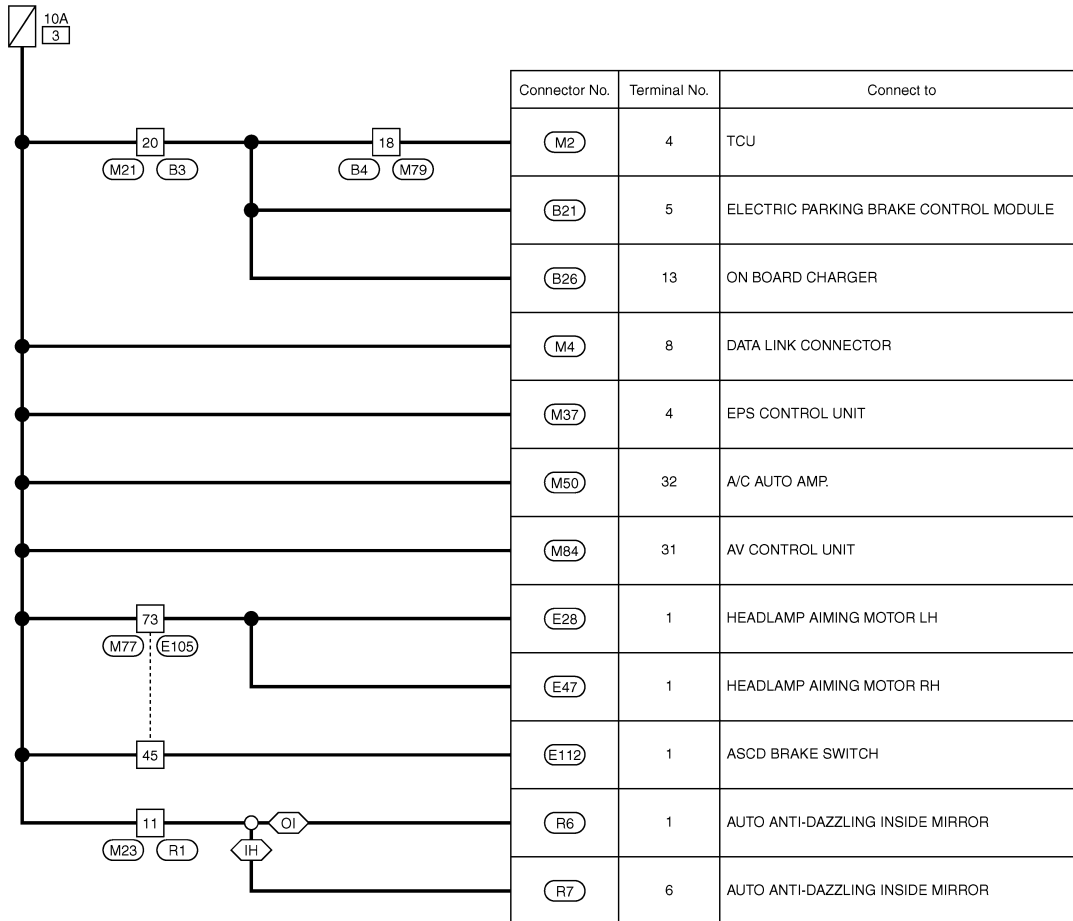 10A
3
Connector No. Terminal No. Connect to
20 18 M2 4 TCU
M21 B3 B4 M79
B21 5 ELECTRIC PARKING BRAKE CONTROL MODULE
B26 13 ON BOARD CHARGER
M4 8 DATA LINK CONNECTOR
M37 4 EPS CONTROL UNIT
M50 32 A/C AUTO AMP.
M84 31 AV CONTROL UNIT
73 E28 1 HEADLAMP AIMING MOTOR LH
M77 E105
E47 1 HEADLAMP AIMING MOTOR RH
45 E112 1 ASCD BRAKE SWITCH
11 OI R6 1 AUTO ANTI-DAZZLING INSIDE MIRROR
M23 R1 IH
R7 6 AUTO ANTI-DAZZLING INSIDE MIRROR